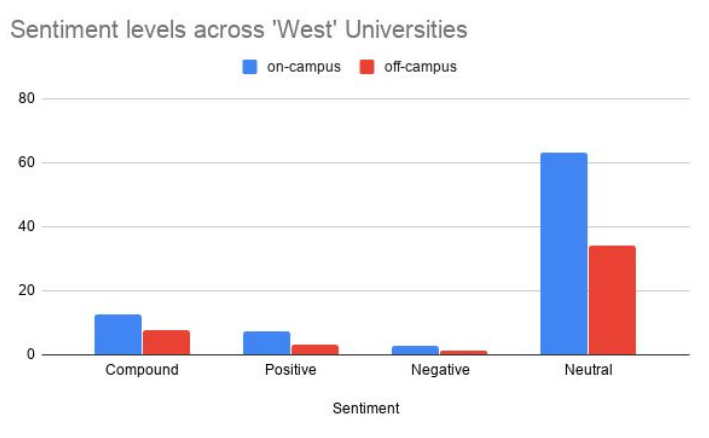 Sentiment levels across 'West' Universities
on-campus off-campus
80
60
40
20
0
Compound Positive Negative Neutral
Sentiment